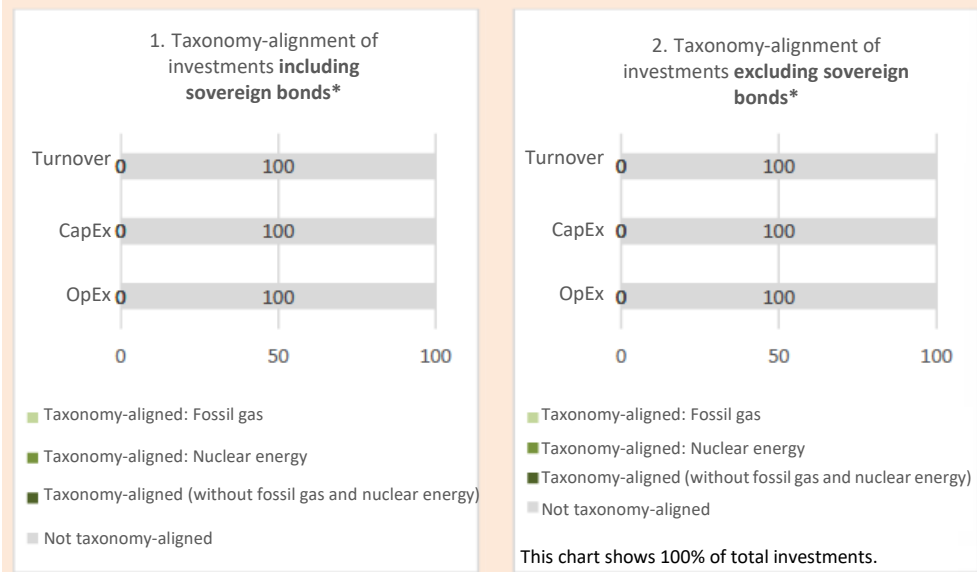 1. Taxonomy-alignment of
investments including
sovereign bonds*
Turnover 0 100
CapEx 0 100
OpEx 0 100
0 50 100
Taxonomy-aligned: Fossil gas
Taxonomy-aligned: Nuclear energy
Taxonomy-aligned (without fossil gas and nuclear energy)
Not taxonomy-aligned
2. Taxonomy-alignment of
investments excluding sovereign
bonds*
Turnover 0 100
CapEx 0 100
OpEx 0 100
0 50 100
Taxonomy-aligned: Fossil gas
Taxonomy-aligned: Nuclear energy
Taxonomy-aligned (without fossil gas and nuclear energy)
Not taxonomy-aligned
This chart shows 100% of total investments.